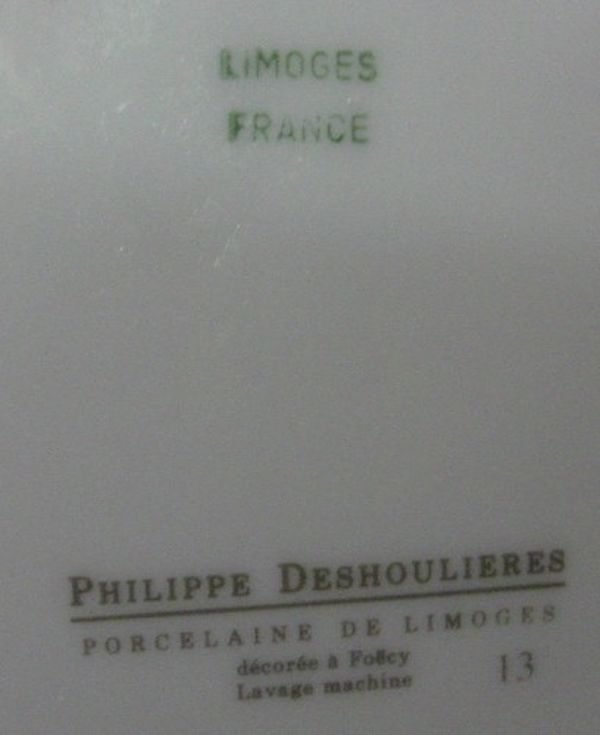 LIMOGES
FRANCE
PHILIPPE DESHOULIERES
PORCELAINE DE LIMOGES
décorée à Foëcy 13
Lavage machine